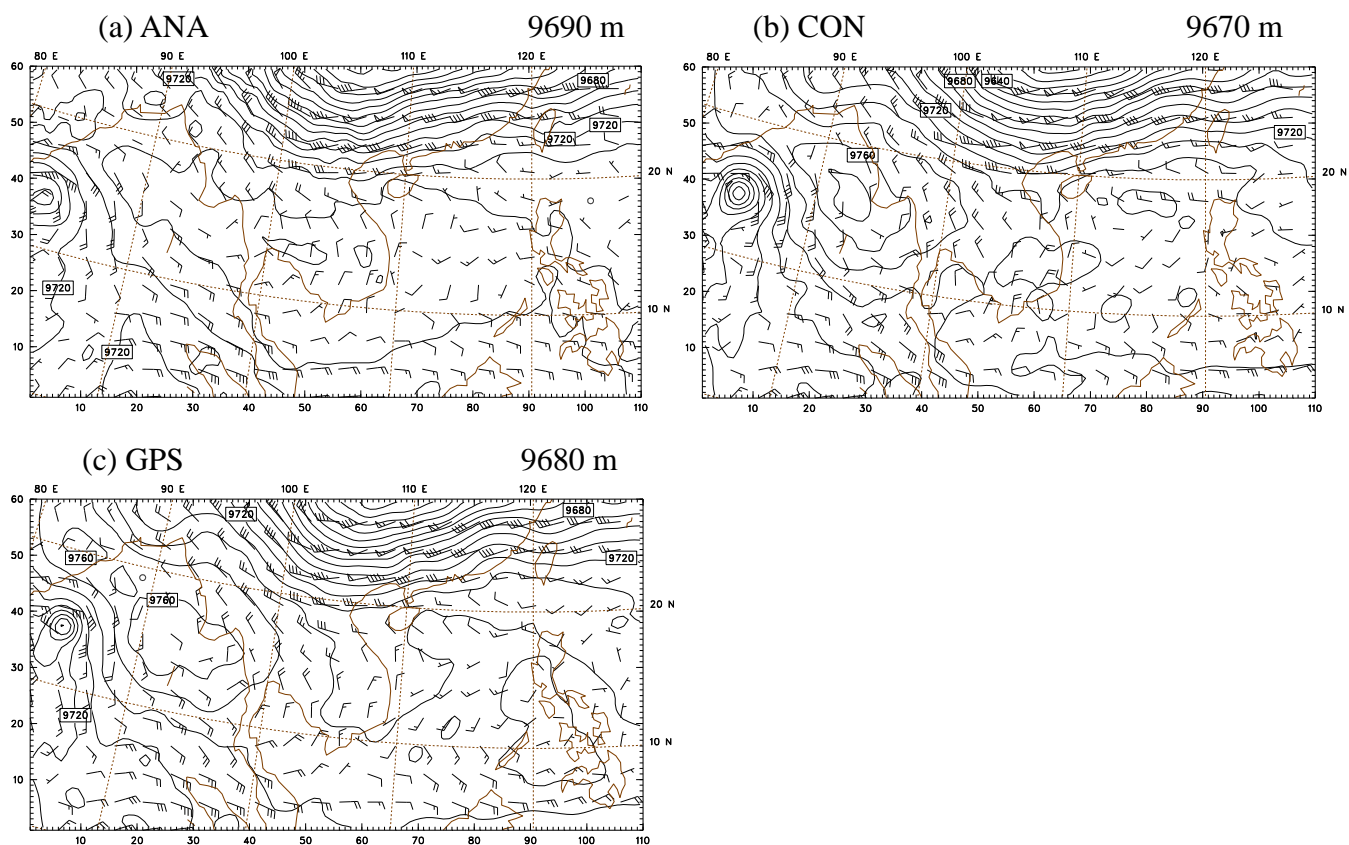 (a) ANA 9690 m
80 E 90 E 100 E 110 E 120 E
60 9720 9680
50 9720 9720
40 20 N
30
20 9720 10 N
10 9720
10 20 30 40 50 60 70 80 90 100 110
(b) CON 9670 m
80 E 90 E 100 E 110 E 120 E
60 9680 9640
50 9720 9720
40 9760 20 N
30
20 10 N
10
10 20 30 40 50 60 70 80 90 100 110
(c) GPS 9680 m
80 E 90 E 100 E 110 E 120 E
60 9720 9680
50 9760 9720
40 9760 20 N
30
20 9720 10 N
10
10 20 30 40 50 60 70 80 90 100 110